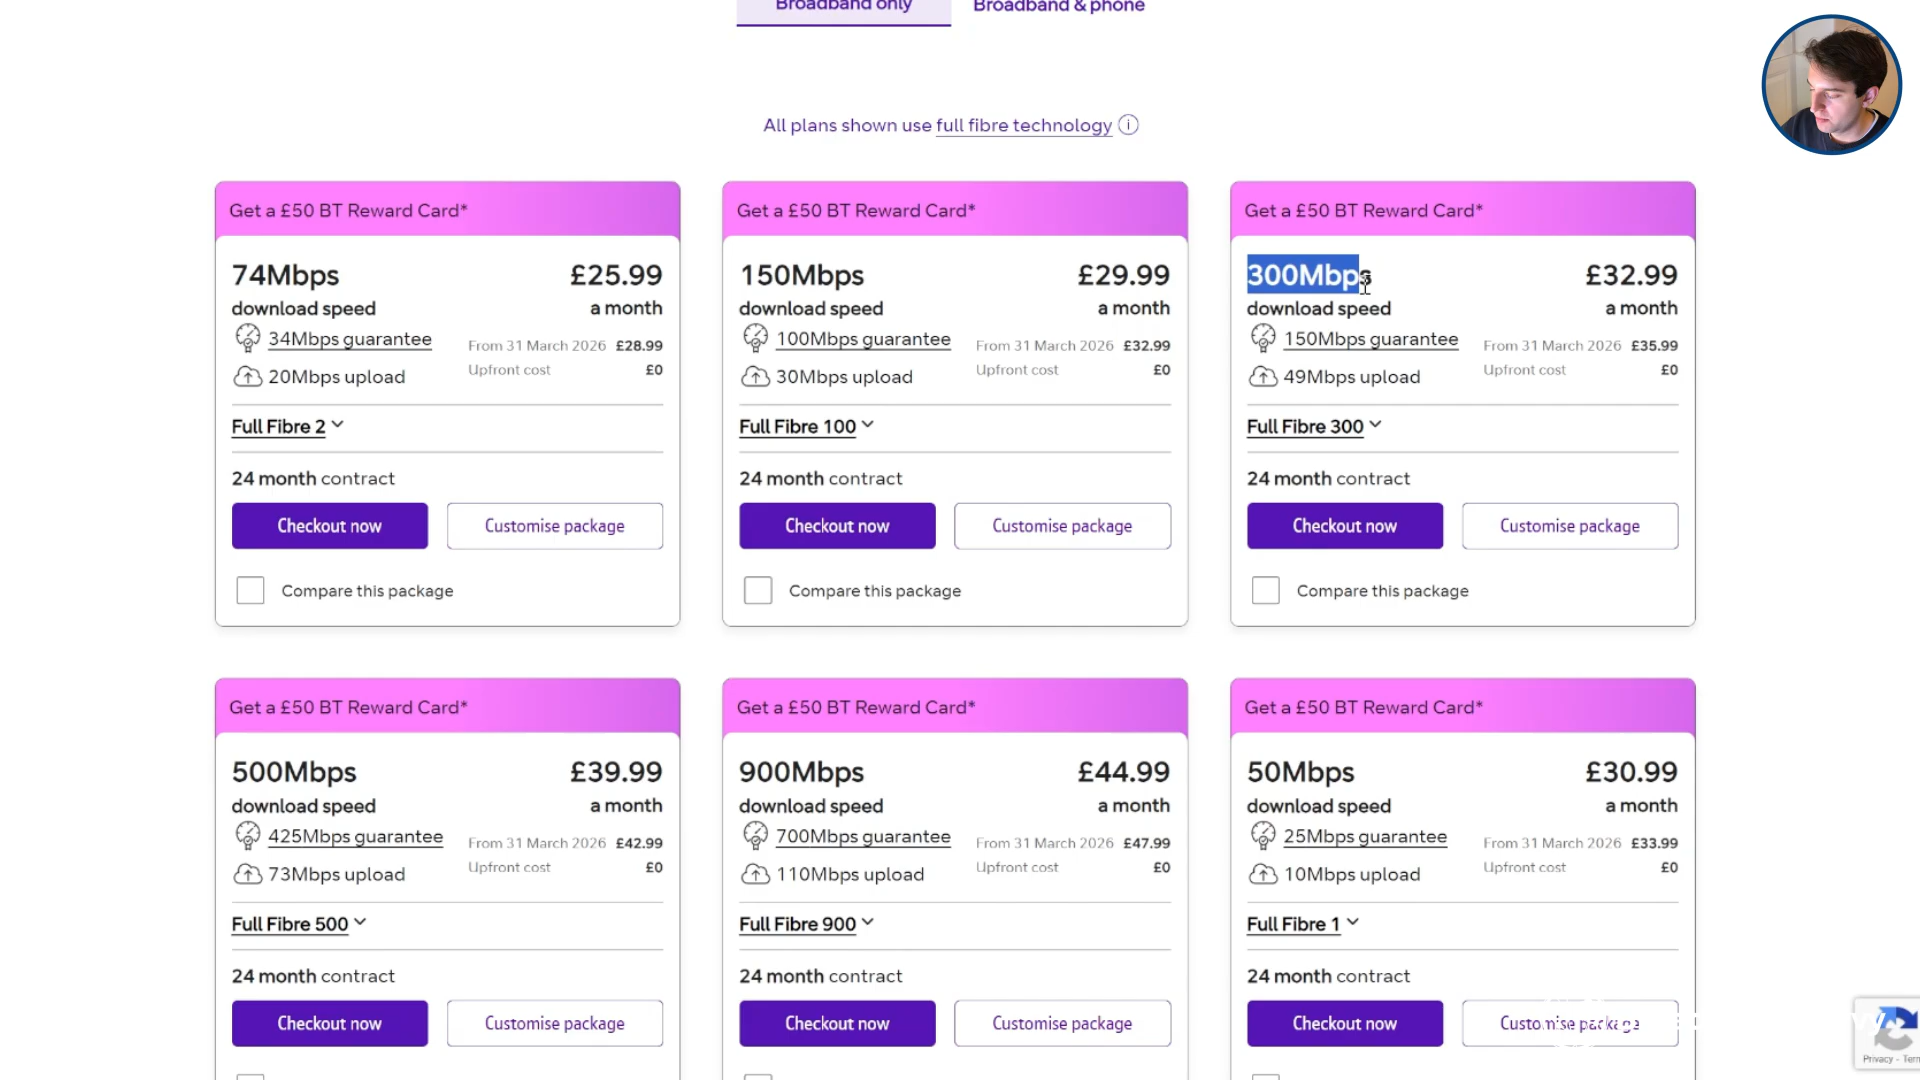 Broadband only
Broadband & phone
All plans shown use full fibre technology
Get a £50 BT Reward Card*
74Mbps £25.99
download speed a month
34Mbps guarantee From 31 March 2026 £28.99
20Mbps upload Upfront cost £0
Full Fibre 2
24 month contract
Checkout now Customise package
Compare this package
Get a £50 BT Reward Card*
150Mbps £29.99
download speed a month
100Mbps guarantee From 31 March 2026 £32.99
30Mbps upload Upfront cost £0
Full Fibre 100
24 month contract
Checkout now Customise package
Compare this package
Get a £50 BT Reward Card*
300Mbps £32.99
download speed a month
150Mbps guarantee From 31 March 2026 £35.99
49Mbps upload Upfront cost £0
Full Fibre 300
24 month contract
Checkout now Customise package
Compare this package
Get a £50 BT Reward Card*
500Mbps £39.99
download speed a month
425Mbps guarantee From 31 March 2026 £42.99
73Mbps upload Upfront cost £0
Full Fibre 500
24 month contract
Checkout now Customise package
Get a £50 BT Reward Card*
900Mbps £44.99
download speed a month
700Mbps guarantee From 31 March 2026 £47.99
110Mbps upload Upfront cost £0
Full Fibre 900
24 month contract
Checkout now Customise package
Get a £50 BT Reward Card*
50Mbps £30.99
download speed a month
25Mbps guarantee From 31 March 2026 £33.99
10Mbps upload Upfront cost £0
Full Fibre 1
24 month contract
Checkout now Customise package
Privacy -